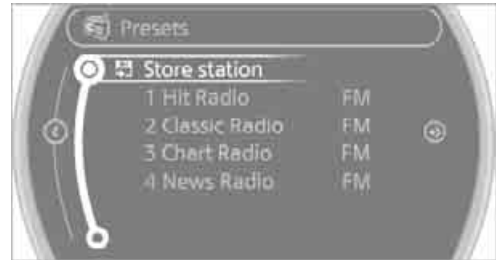 Presets
Store station
1 Hit Radio FM
2 Classic Radio FM
3 Chart Radio FM
4 News Radio FM